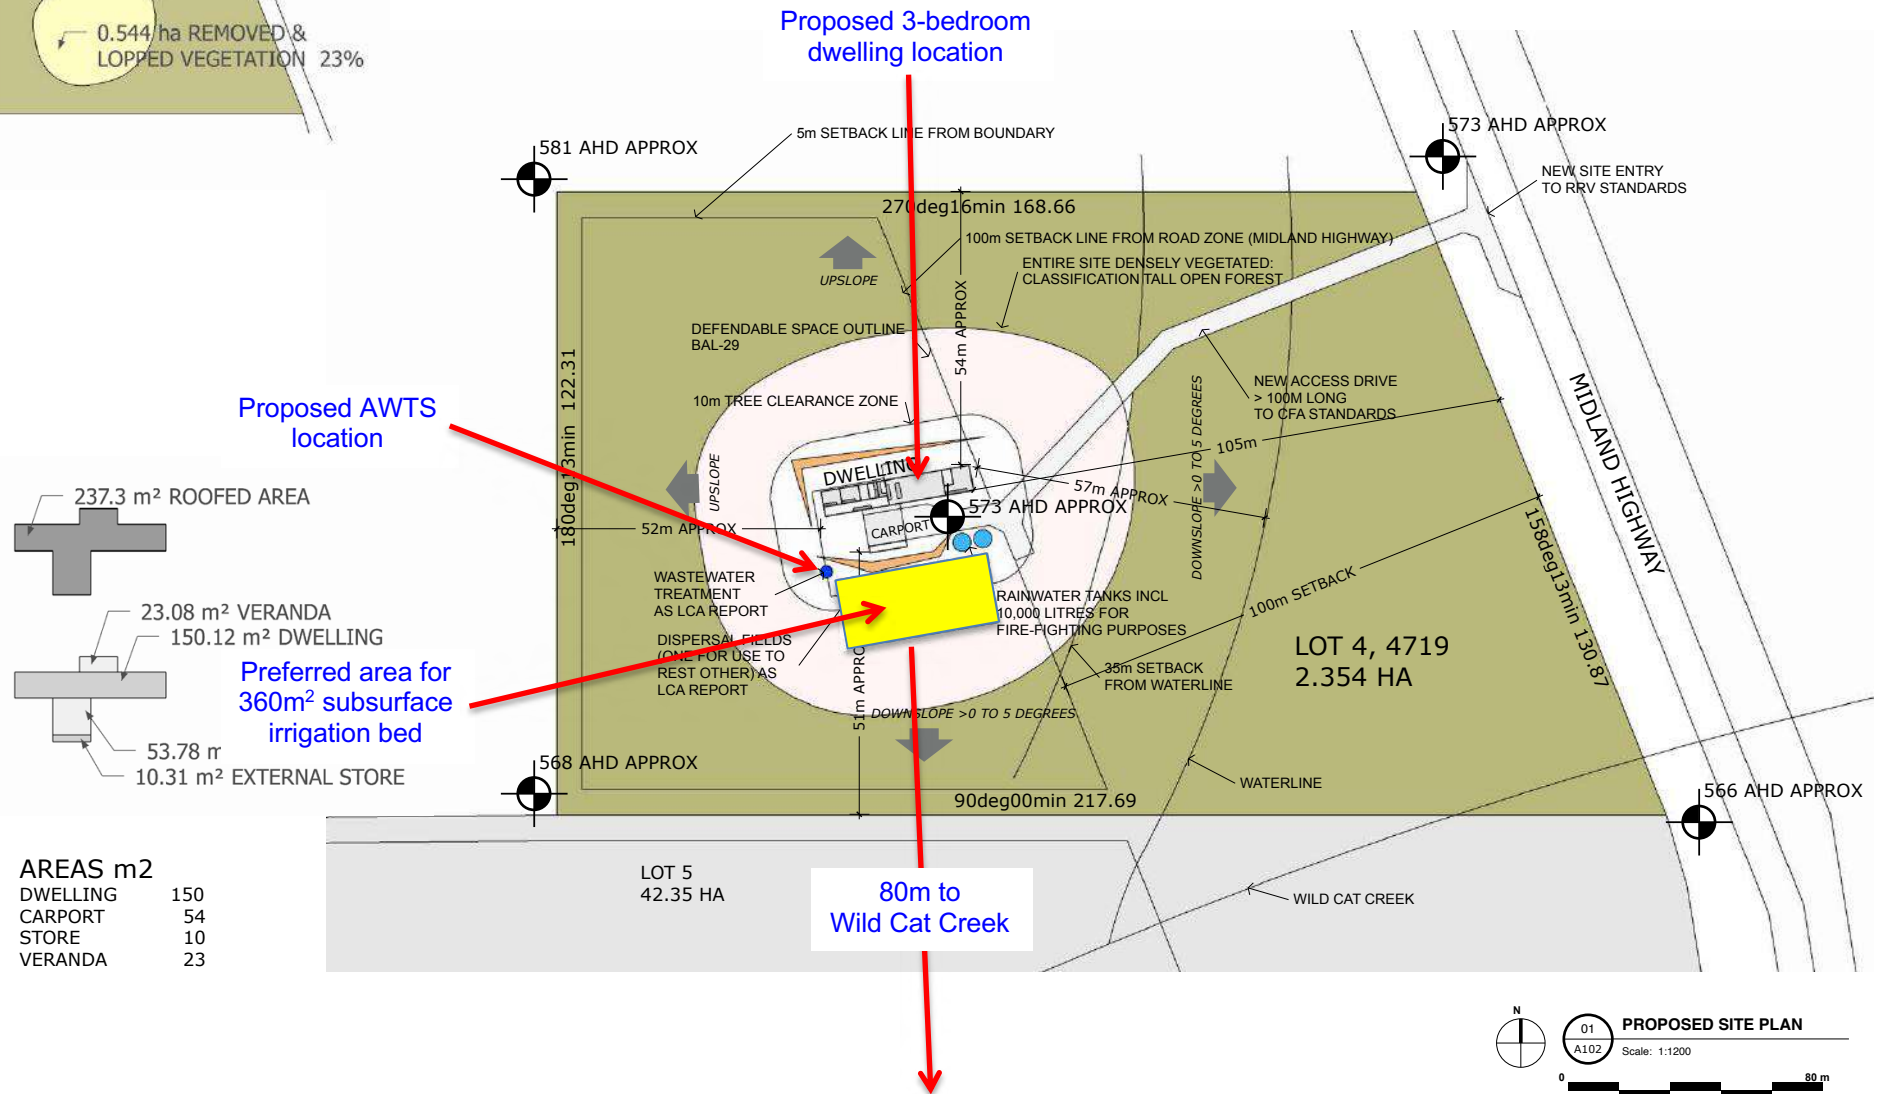 0.544 ha REMOVED &
LOPPED VEGETATION 23%
Proposed 3-bedroom
dwelling location
581 AHD APPROX
5m SETBACK LINE FROM BOUNDARY
573 AHD APPROX
NEW SITE ENTRY
TO RRV STANDARDS
270deg16min 168.66
100m SETBACK LINE FROM ROAD ZONE (MIDLAND HIGHWAY)
UPSLOPE
ENTIRE SITE DENSELY VEGETATED:
CLASSIFICATION TALL OPEN FOREST
DEFENDABLE SPACE OUTLINE
BAL-29
54m APPROX
180deg13min 122.31
10m TREE CLEARANCE ZONE
NEW ACCESS DRIVE
> 100M LONG
TO CFA STANDARDS
MIDLAND HIGHWAY
Proposed AWTS
location
UPSLOPE
DWELLING
105m
57m APPROX
DOWNSLOPE >0 TO 5 DEGREES
237.3 m² ROOFED AREA
52m APPROX
CARPORT
573 AHD APPROX
158deg13min 130.87
WASTEWATER
TREATMENT
AS LCA REPORT
RAINWATER TANKS INCL
10,000 LITRES FOR
FIRE-FIGHTING PURPOSES
100m SETBACK
23.08 m² VERANDA
150.12 m² DWELLING
DISPERSAL FIELDS
(ONE FOR USE TO
REST OTHER) AS
LCA REPORT
LOT 4, 4719
2.354 HA
Preferred area for
360m² subsurface
irrigation bed
35m SETBACK
FROM WATERLINE
51m APPROX
DOWNSLOPE >0 TO 5 DEGREES
53.78 m
10.31 m² EXTERNAL STORE
568 AHD APPROX
WATERLINE
90deg00min 217.69
566 AHD APPROX
AREAS m2
DWELLING 150
CARPORT 54
STORE 10
VERANDA 23
LOT 5
42.35 HA
80m to
Wild Cat Creek
WILD CAT CREEK
N
01
A102
PROPOSED SITE PLAN
Scale: 1:1200
0
80 m